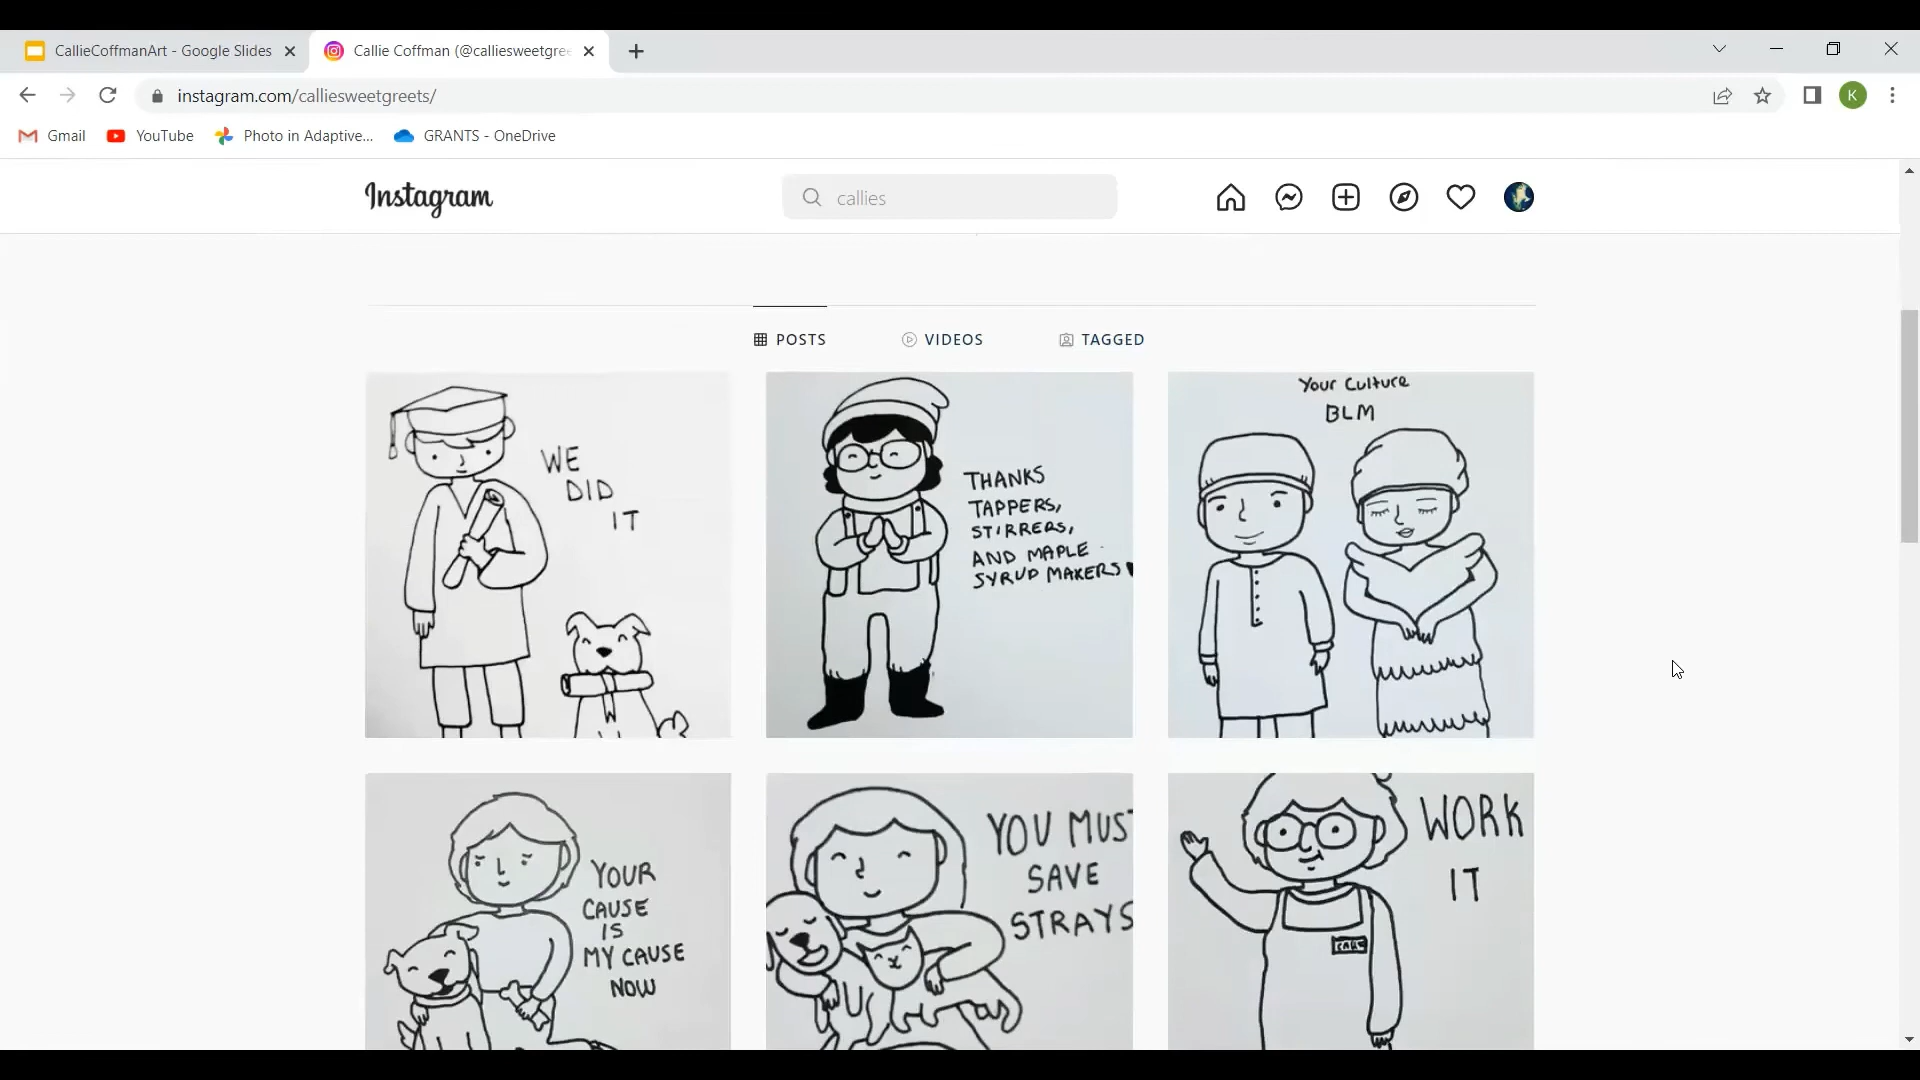 CallieCoffmanArt - Google Slides
Callie Coffman (@calliesweetgree
instagram.com/calliesweetgreets/
K
Gmail
YouTube
Photo in Adaptive...
GRANTS - OneDrive
Instagram
callies
POSTS
VIDEOS
TAGGED
WE
DID
IT
THANKS
TAPPERS,
STIRRERS,
AND MAPLE
SYRUP MAKERS
Your Culture
BLM
YOUR
CAUSE
IS
MY CAUSE
NOW
YOU MUS
SAVE
STRAYS
WORK
IT